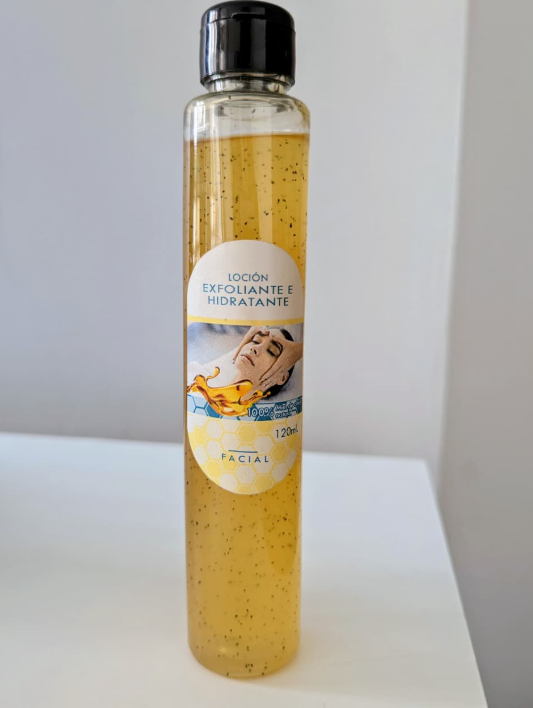 LOCIÓN
EXFOLIANTE E
HIDRATANTE
100%
120mL
FACIAL